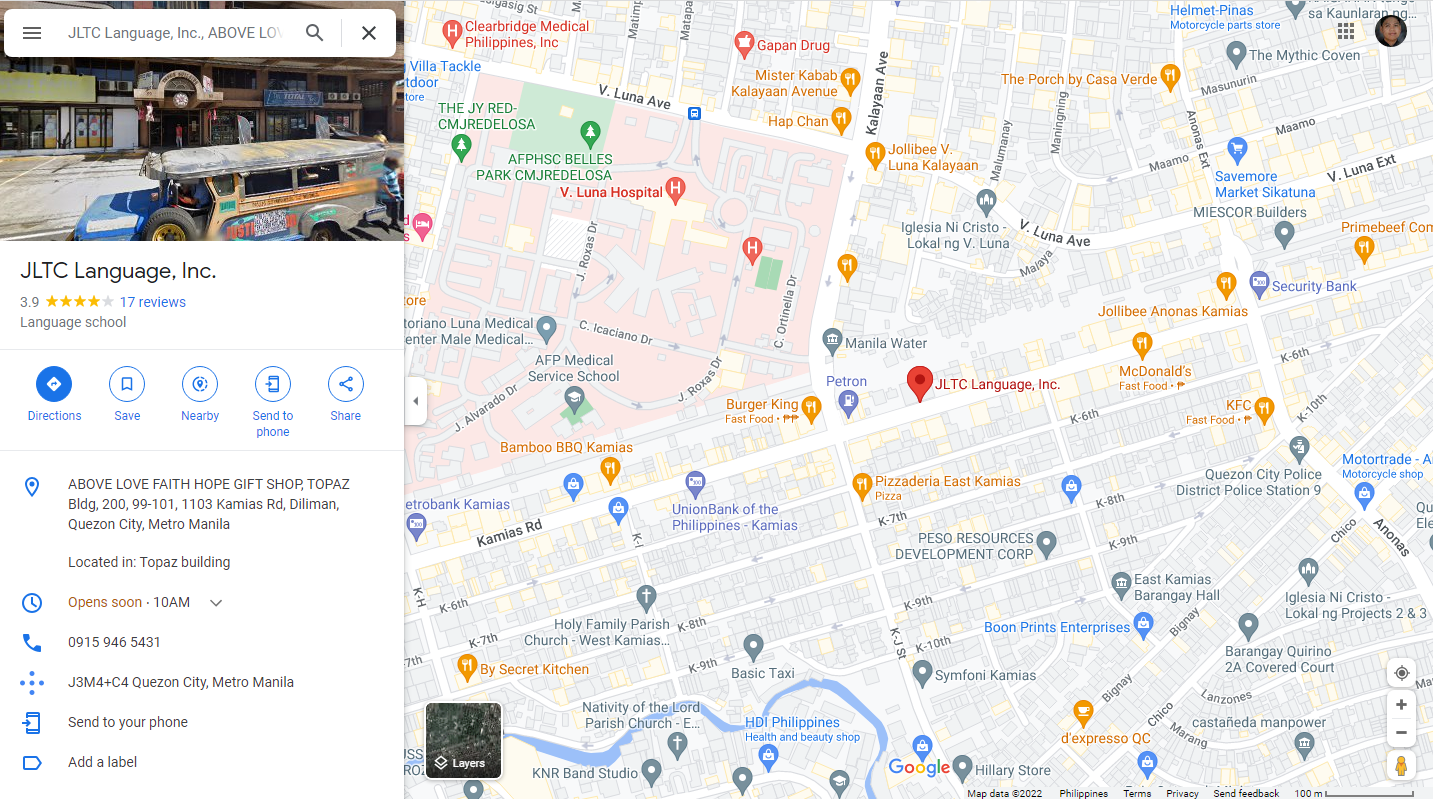 JLTC Language, Inc., ABOVE LOV
JLTC Language, Inc.
3.9
17 reviews
Language school
Directions
Save
Nearby
Send to
phone
Share
ABOVE LOVE FAITH HOPE GIFT SHOP, TOPAZ
Bldg, 200, 99-101, 1103 Kamias Rd, Diliman,
Quezon City, Metro Manila
Located in: Topaz building
Opens soon · 10AM
0915 946 5431
J3M4+C4 Quezon City, Metro Manila
Send to your phone
Add a label
Clearbridge Medical
Philippines, Inc
Villa Tackle
Gapan Drug
Mister Kabab
Kalayaan Avenue
Hap Chan
Kalayaan Ave
V. Luna Ave
Jollibee V.
Luna Kalayaan
THE JY RED-
CMJREDELOSA
AFPHSC BELLES
PARK CMJREDELOSA
V. Luna Hospital
J. Roxas Dr
C. Icaciano Dr
C. Ortinella Dr
AFP Medical
Service School
J. Alvarado Dr
J. Roxas Dr
Helmet-Pinas
Motorcycle parts store
sa Kaunlaran ng...
The Mythic Coven
The Porch by Casa Verde
Masunurin
Maningning
Malumanay
Anonas Ext
Maamo
Maamo
V. Luna Ext
Savemore
Market Sikatuna
MIESCOR Builders
Iglesia Ni Cristo -
Lokal ng V. Luna
V. Luna Ave
Malaya
Primebeef Com
Security Bank
Jollibee Anonas Kamias
Manila Water
Petron
JLTC Language, Inc.
McDonald's
Fast Food · ₱
K-6th
Burger King
Fast Food · ₱₱
KFC
Fast Food · ₱
K-6th
Bamboo BBQ Kamias
Quezon City Police
District Police Station 9
Motortrade - A
Motorcycle shop
etrobank Kamias
UnionBank of the
Philippines - Kamias
Pizzaderia East Kamias
Pizza
Kamias Rd
K-7th
K-8th
K-I
PESO RESOURCES
DEVELOPMENT CORP
K-9th
Chico
Anonas
K-H
K-6th
East Kamias
Barangay Hall
Iglesia Ni Cristo -
Lokal ng Projects 2 & 3
Holy Family Parish
Church - West Kamias...
K-8th
K-7th
Boon Prints Enterprises
K-J St
K-10th
Bignay
Barangay Quirino
2A Covered Court
By Secret Kitchen
K-9th
Basic Taxi
Symfoni Kamias
Bignay
Lanzones
Chico
Marang
castañeda manpower
Nativity of the Lord
Parish Church - E...
HDI Philippines
Health and beauty shop
d'expresso QC
KNR Band Studio
Hillary Store
Layers
Google
Map data ©2022
Philippines
Terms
Privacy
Send feedback
100 m